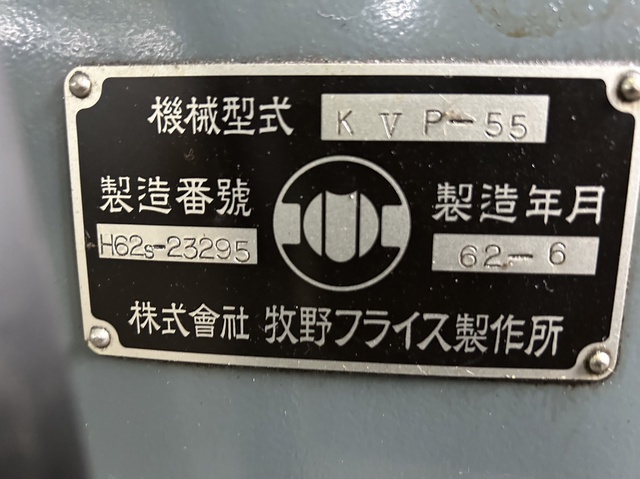 機械型式 KVP-55
製造番號 製造年月
H62s-23295 62-6
株式會社 牧野フライス製作所